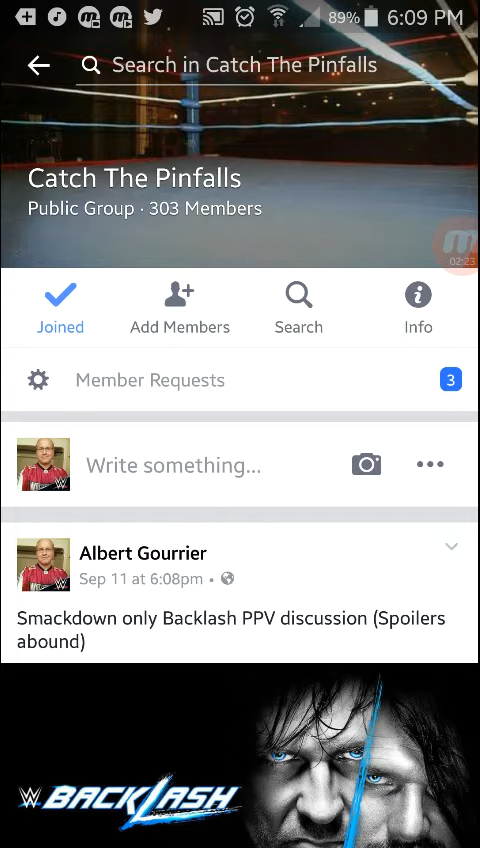 89% 6:09 PM
Search in Catch The Pinfalls
Catch The Pinfalls
Public Group · 303 Members
02:23
Joined
Add Members
Search
Info
Member Requests
3
Write something...
Albert Gourrier
Sep 11 at 6:08pm •
Smackdown only Backlash PPV discussion (Spoilers
abound)
W BACKLASH